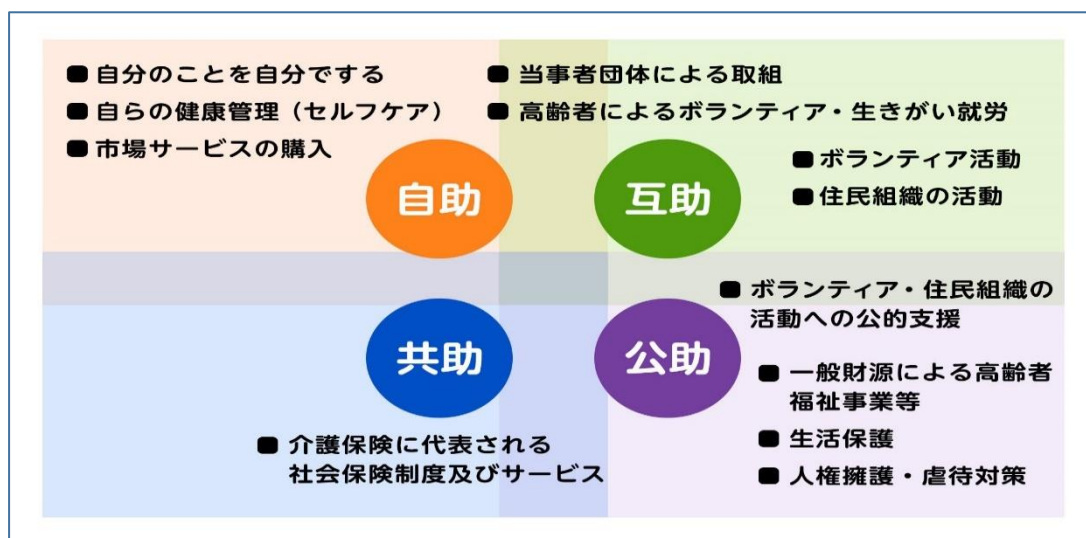 ■ 自分のことを自分でする
■ 自らの健康管理（セルフケア）
■ 市場サービスの購入
自助
■ 当事者団体による取組
■ 高齢者によるボランティア・生きがい就労
■ ボランティア活動
■ 住民組織の活動
互助
共助
■ 介護保険に代表される
社会保険制度及びサービス
公助
■ ボランティア・住民組織の
活動への公的支援
■ 一般財源による高齢者
福祉事業等
■ 生活保護
■ 人権擁護・虐待対策